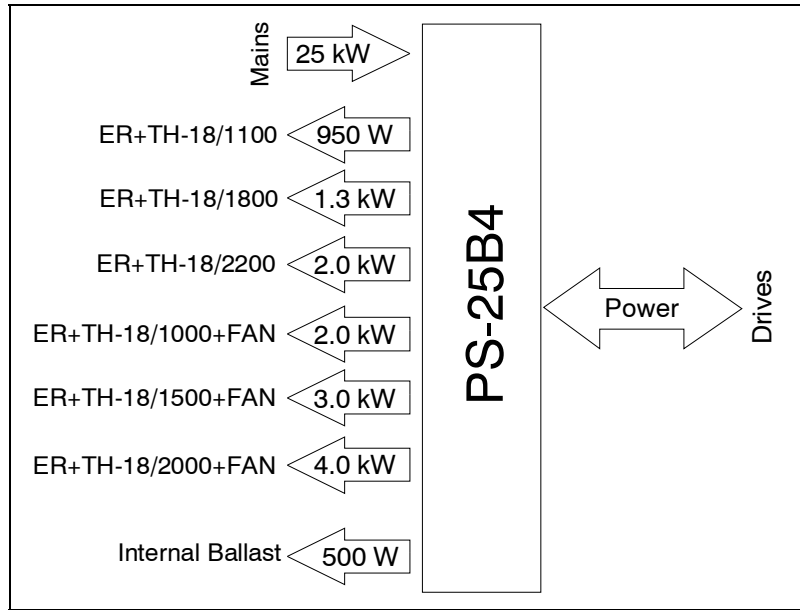 Mains
25 kW
ER+TH-18/1100
950 W
ER+TH-18/1800
1.3 kW
ER+TH-18/2200
2.0 kW
ER+TH-18/1000+FAN
2.0 kW
ER+TH-18/1500+FAN
3.0 kW
ER+TH-18/2000+FAN
4.0 kW
Internal Ballast
500 W
PS-25B4
Power
Drives